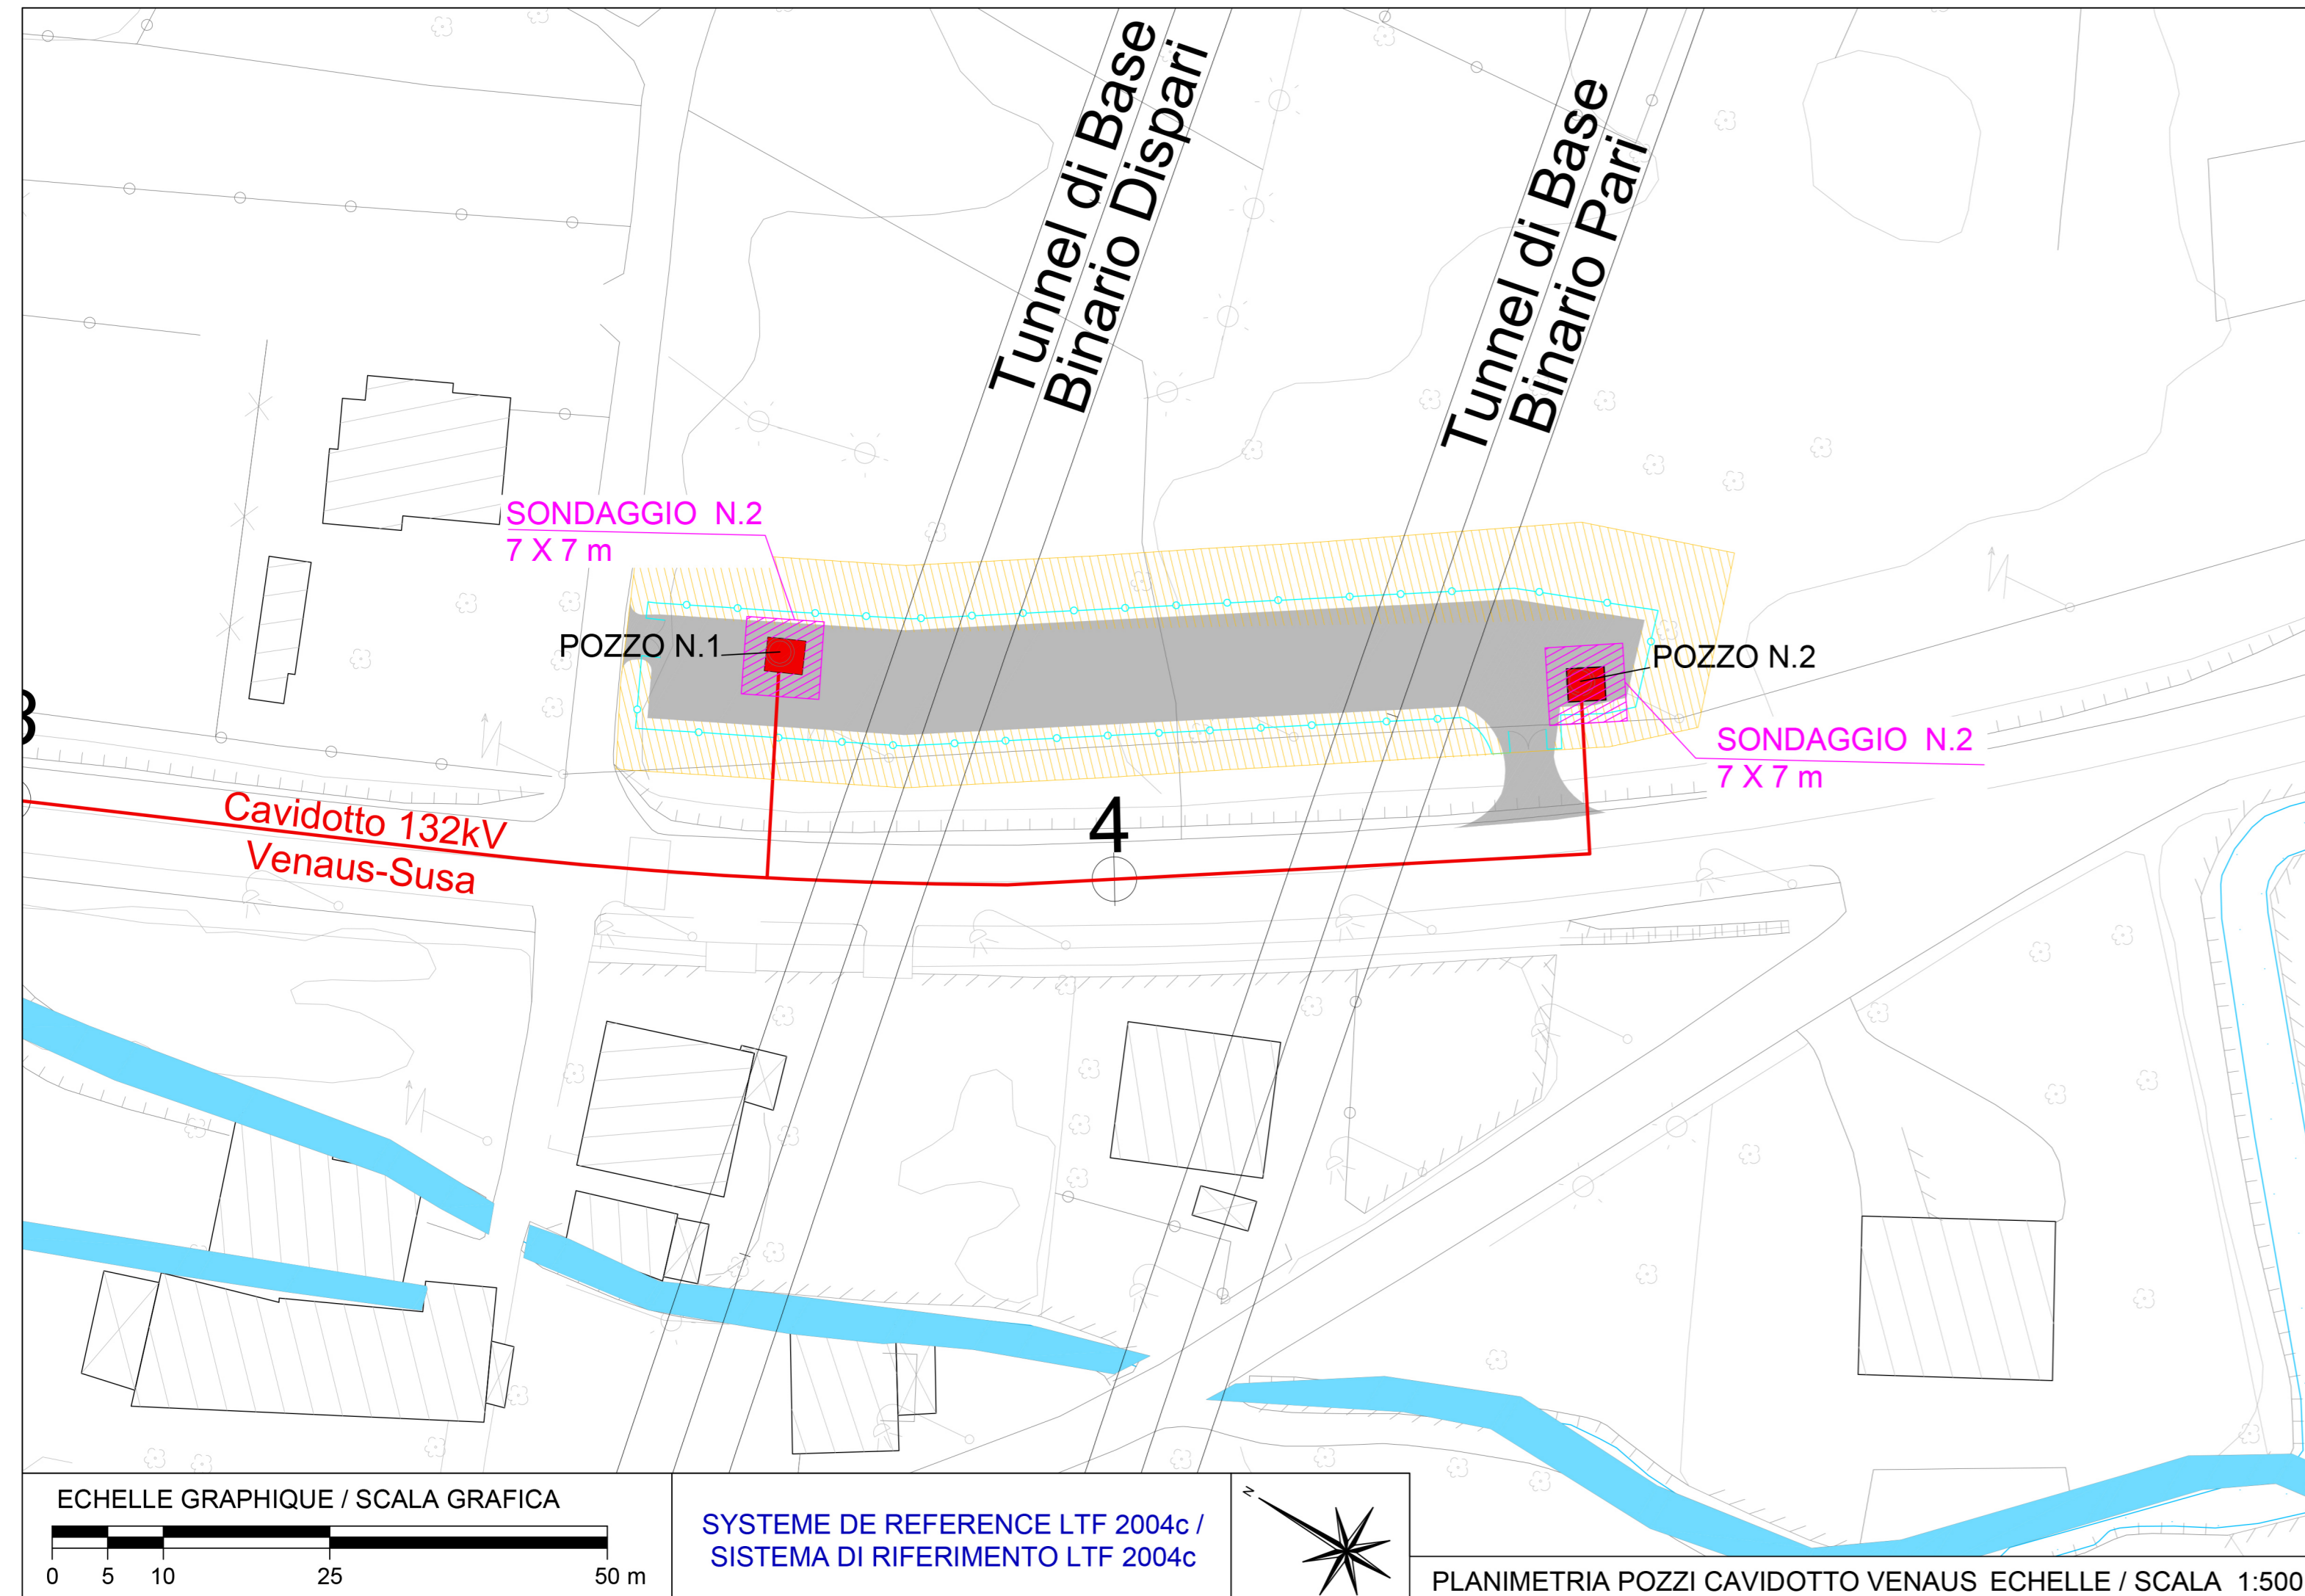 Tunnel di Base
Binario Dispari
Tunnel di Base
Binario Pari
SONDAGGIO N.2
7 X 7 m
POZZO N.1
POZZO N.2
SONDAGGIO N.2
7 X 7 m
3
4
Cavidotto 132kV
Venaus-Susa
ECHELLE GRAPHIQUE / SCALA GRAFICA
0 5 10 25 50 m
SYSTEME DE REFERENCE LTF 2004c /
SISTEMA DI RIFERIMENTO LTF 2004c
N
PLANIMETRIA POZZI CAVIDOTTO VENAUS ECHELLE / SCALA 1:500